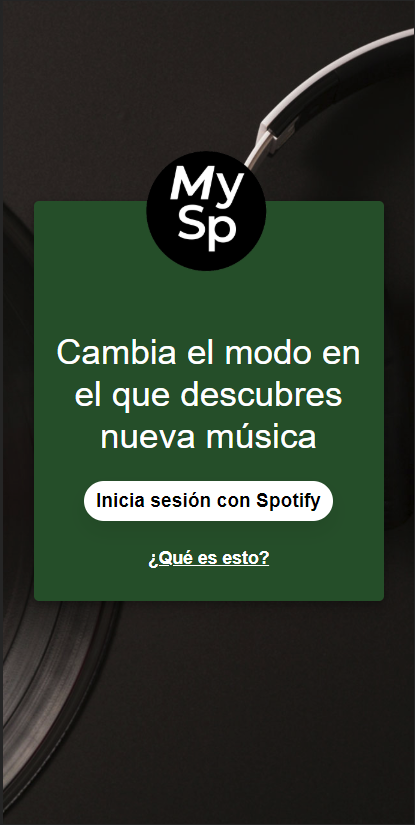 My
Sp
Cambia el modo en
el que descubres
nueva música
Inicia sesión con Spotify
¿Qué es esto?